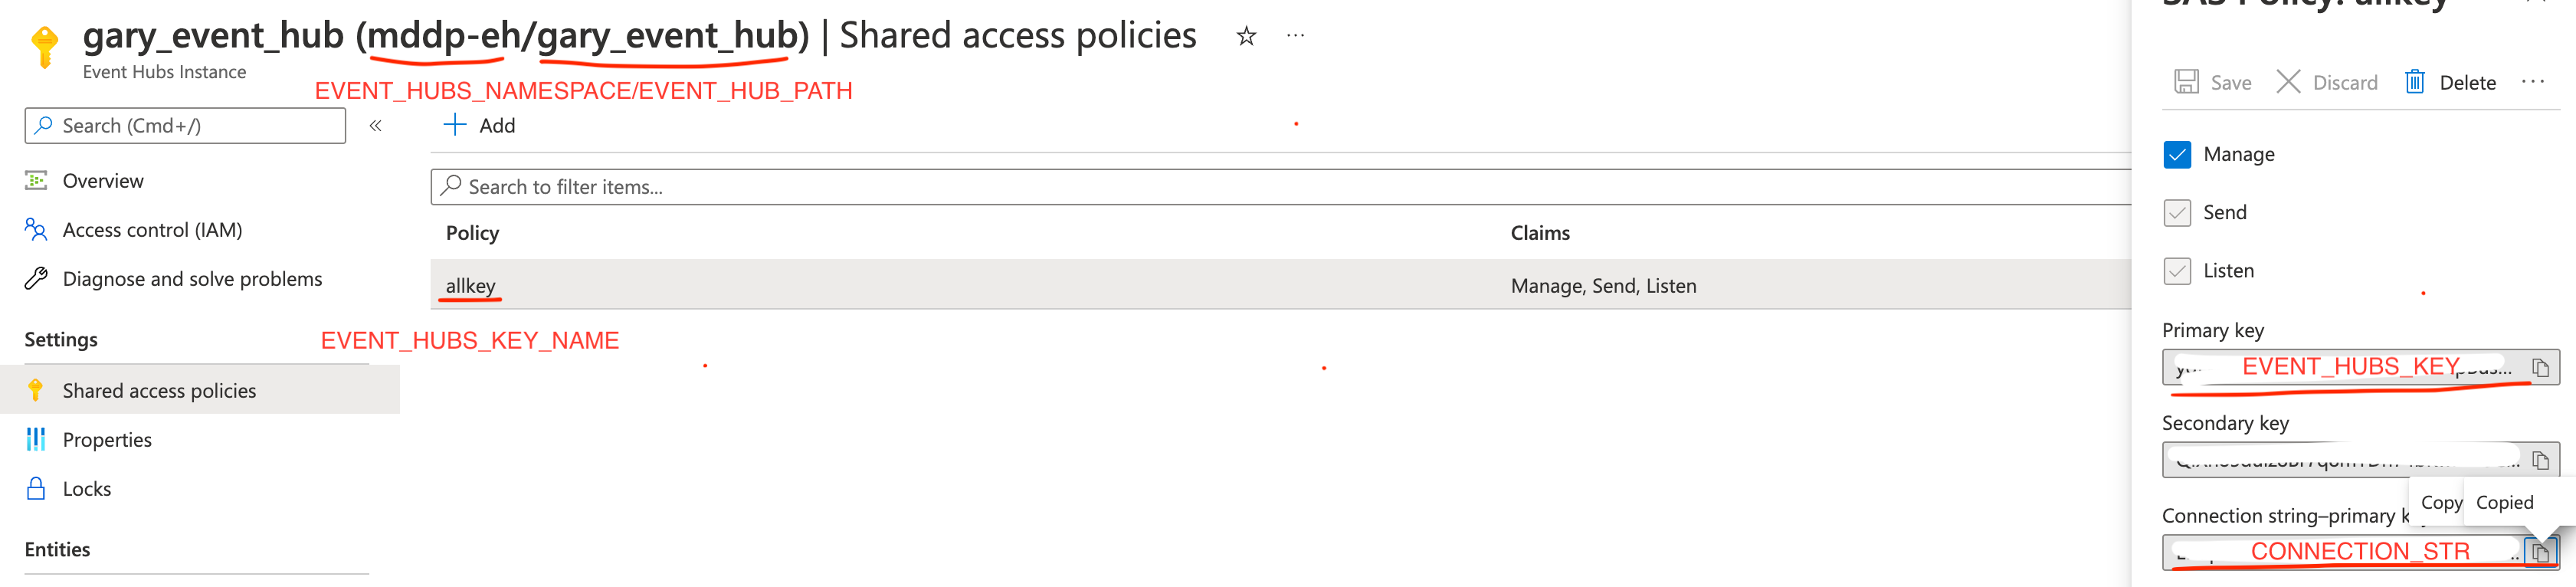 gary_event_hub (mddp-eh/gary_event_hub) | Shared access policies
Event Hubs Instance
EVENT_HUBS_NAMESPACE/EVENT_HUB_PATH
Search (Cmd+/)
Overview
Access control (IAM)
Diagnose and solve problems
Settings
Shared access policies
Properties
Locks
Entities
Add
Search to filter items...
Policy Claims
allkey Manage, Send, Listen
EVENT_HUBS_KEY_NAME
SAS Policy: allkey
Save Discard Delete
Manage
Send
Listen
Primary key
EVENT_HUBS_KEY
Secondary key
Copy Copied
Connection string–primary
CONNECTION_STR